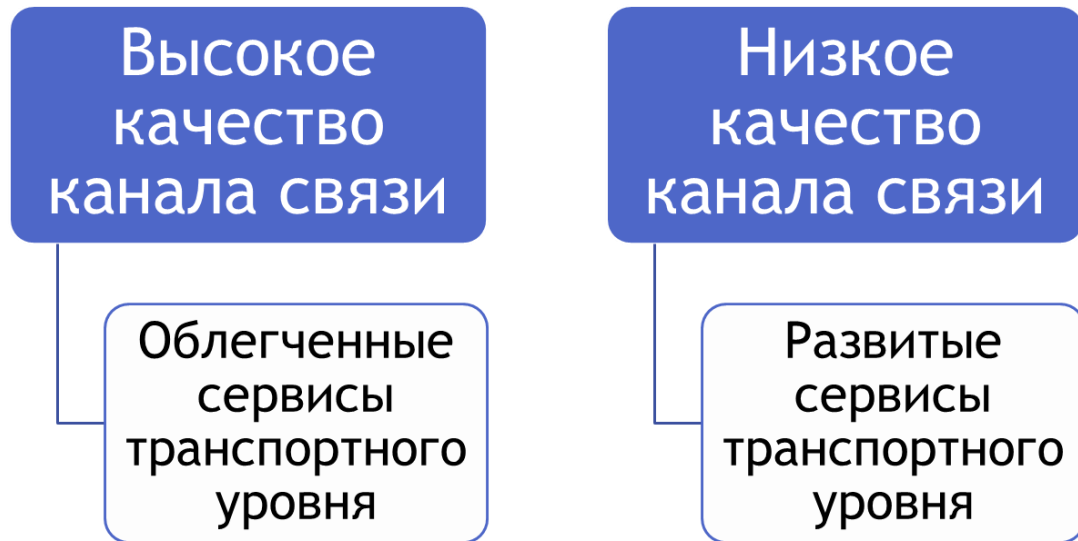 Высокое
качество
канала связи
Облегченные
сервисы
транспортного
уровня
Низкое
качество
канала связи
Развитые
сервисы
транспортного
уровня